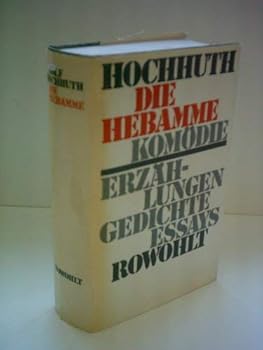 HOCHHUTH
DIE
HEBAMME
KOMÖDIE
ERZÄH-
LUNGEN
GEDICHTE
ESSAYS
ROWOHLT